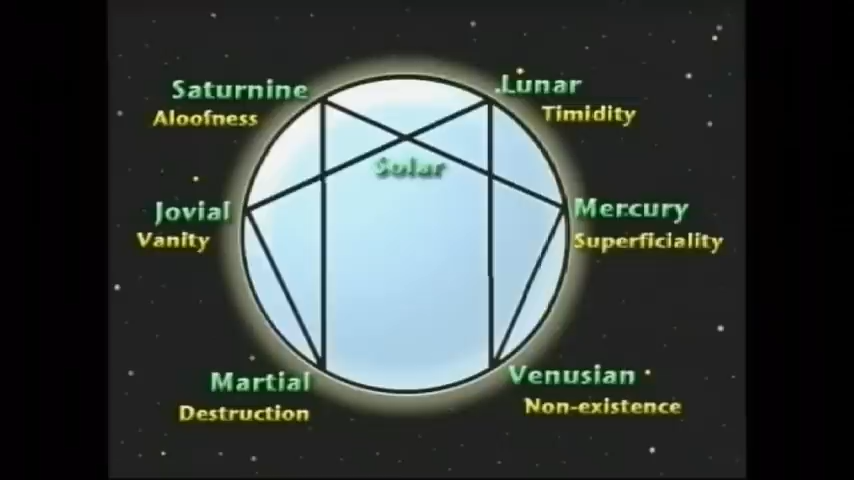 Saturnine
Aloofness
Lunar
Timidity
Solar
Jovial
Vanity
Mercury
Superficiality
Martial
Destruction
Venusian
Non-existence